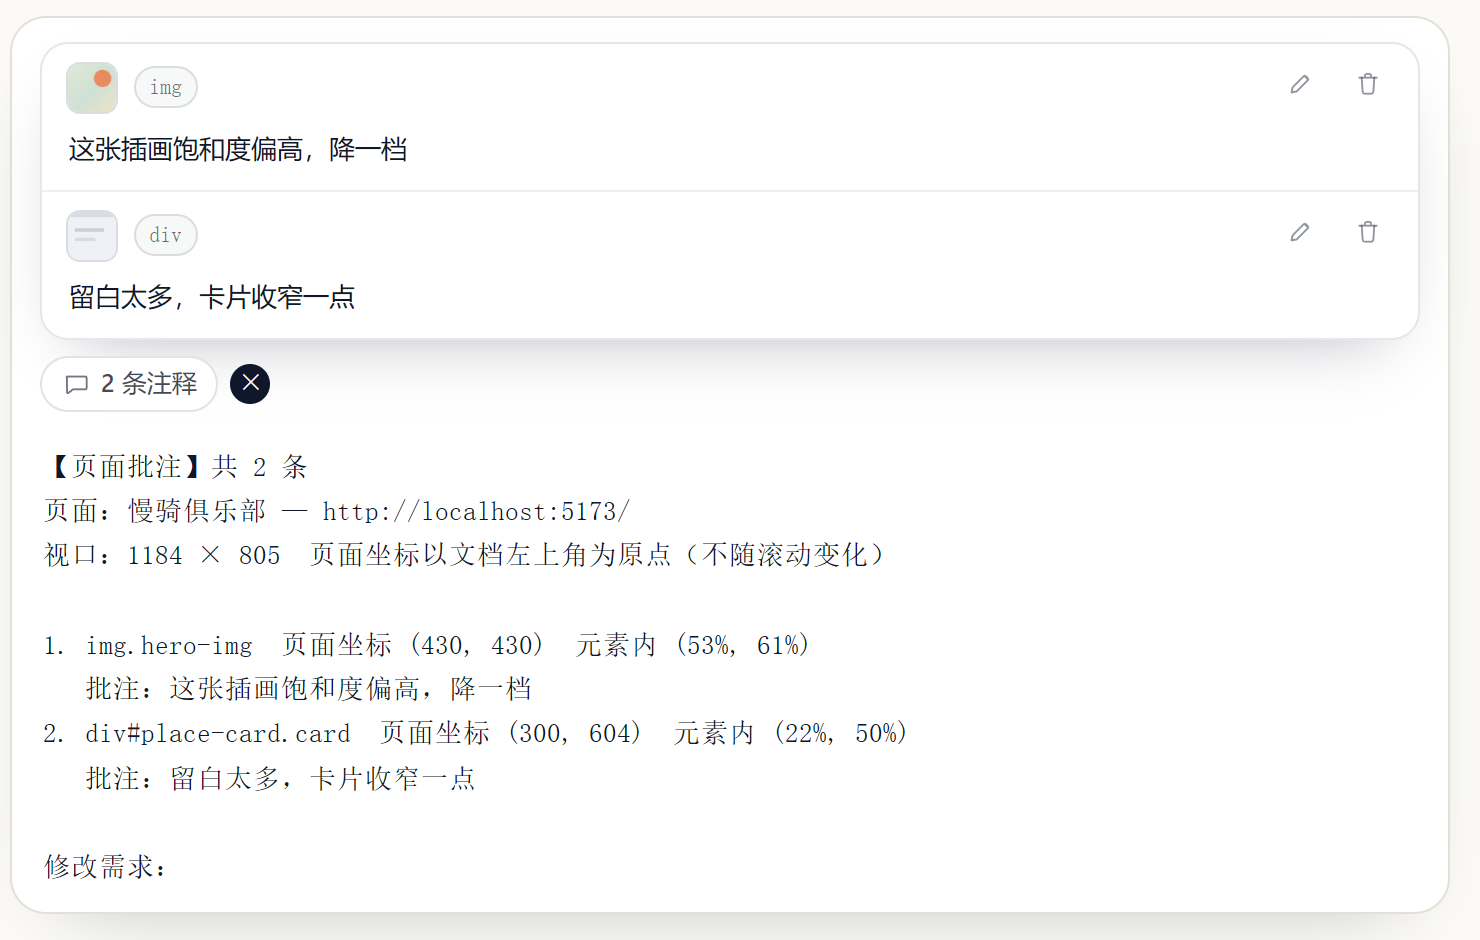 img
这张插画饱和度偏高，降一档
div
留白太多，卡片收窄一点
2 条注释
【页面批注】共 2 条
页面：慢骑俱乐部 — http://localhost:5173/
视口：1184 × 805  页面坐标以文档左上角为原点（不随滚动变化）
1. img.hero-img  页面坐标 (430, 430)  元素内 (53%, 61%)
批注：这张插画饱和度偏高，降一档
2. div#place-card.card  页面坐标 (300, 604)  元素内 (22%, 50%)
批注：留白太多，卡片收窄一点
修改需求：